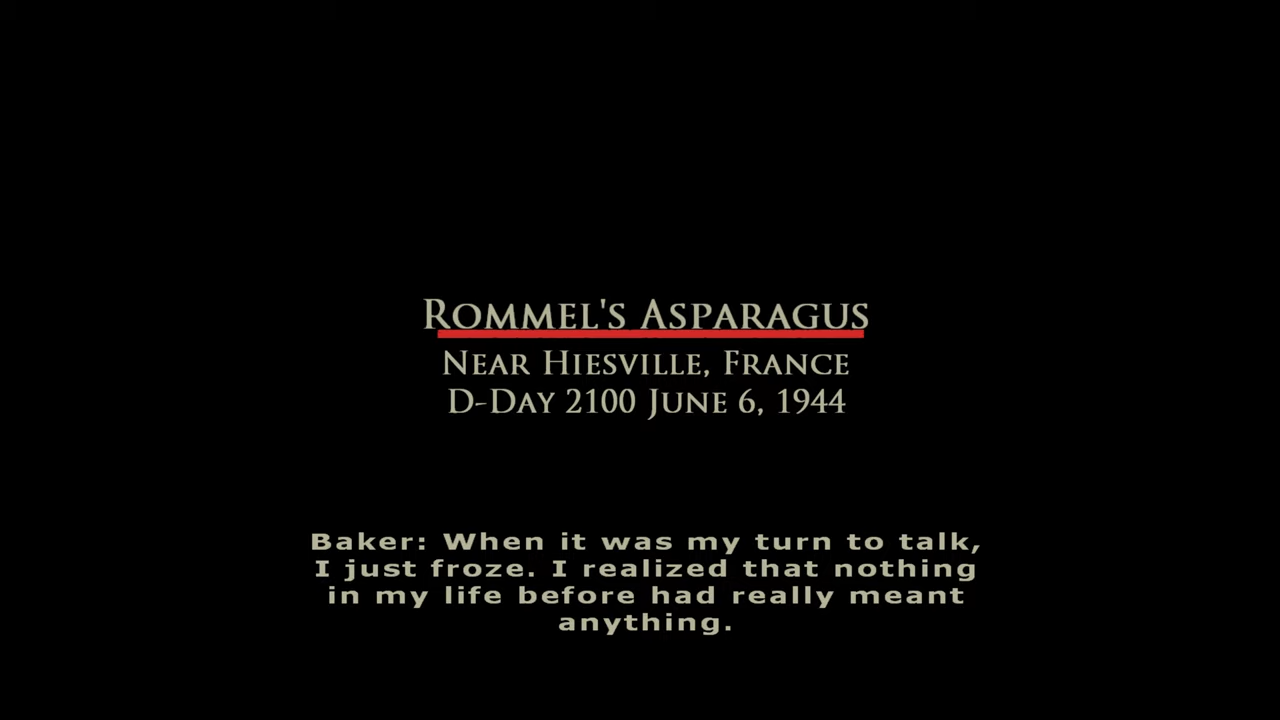 Rommel's Asparagus
Near Hiesville, France
D-Day 2100 June 6, 1944
Baker: When it was my turn to talk,
I just froze. I realized that nothing
in my life before had really meant
anything.